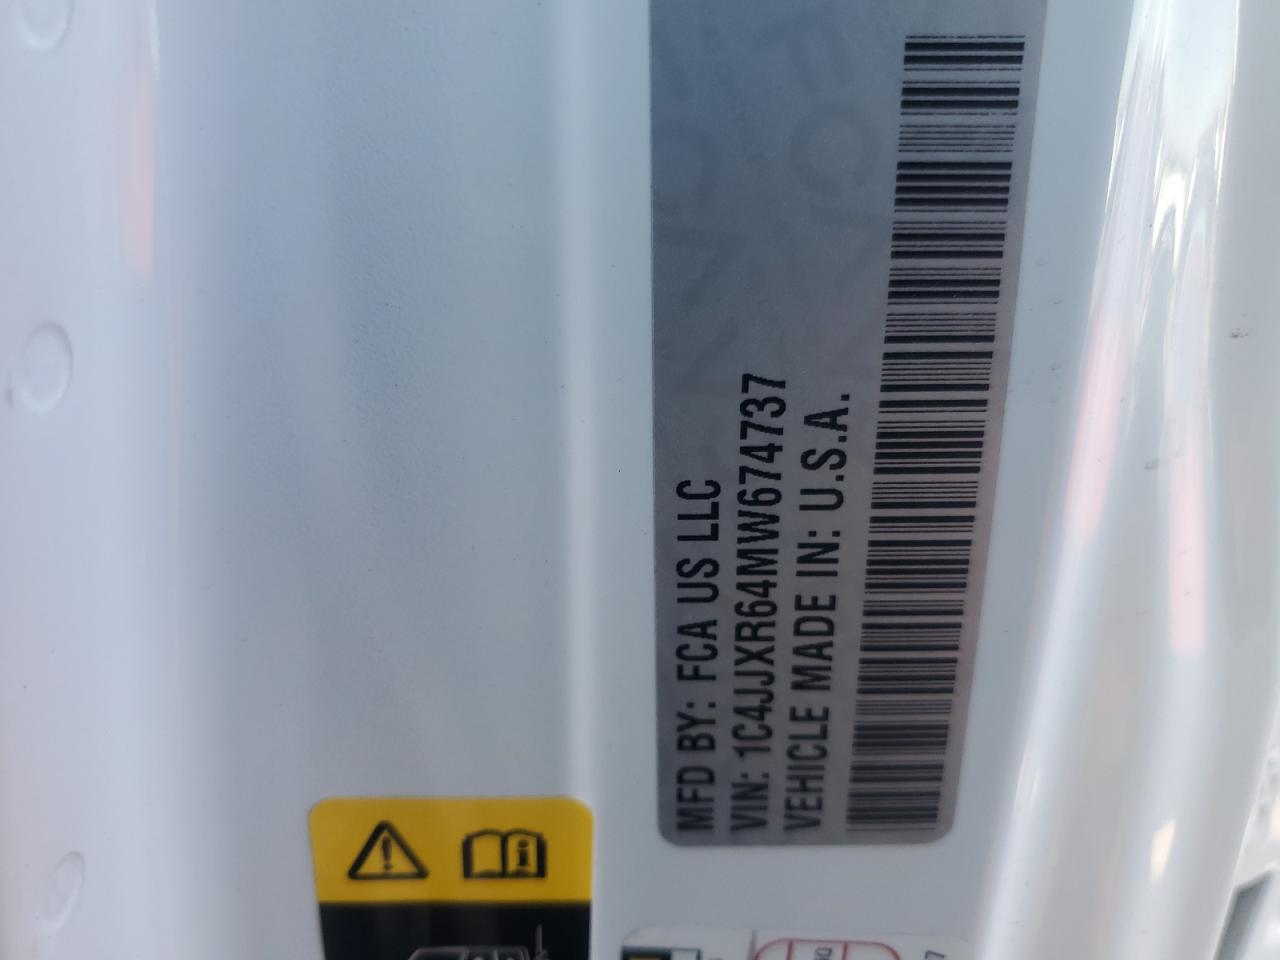 MFD BY: FCA US LLC
VIN: 1C4JJXR64MW674737
VEHICLE MADE IN: U.S.A.